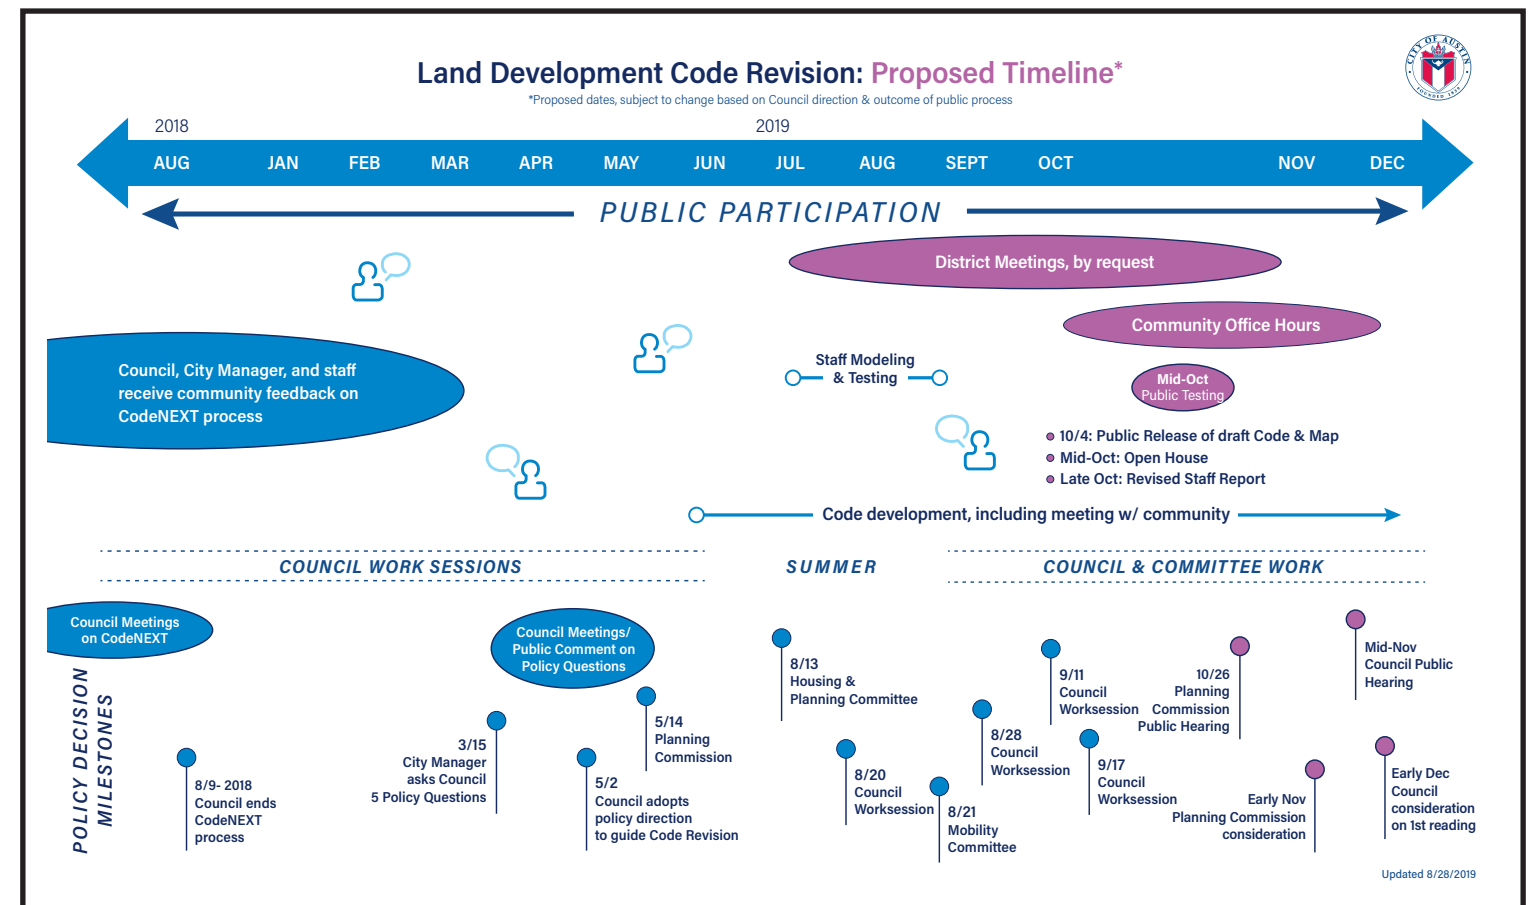 Land Development Code Revision: Proposed Timeline*
*Proposed dates, subject to change based on Council direction & outcome of public process
CITY OF AUSTIN
FOUNDED 1839
2018
2019
AUG JAN FEB MAR APR MAY JUN JUL AUG SEPT OCT NOV DEC
PUBLIC PARTICIPATION
District Meetings, by request
Community Office Hours
Council, City Manager, and staff
receive community feedback on
CodeNEXT process
Staff Modeling
& Testing
Mid-Oct
Public Testing
10/4: Public Release of draft Code & Map
Mid-Oct: Open House
Late Oct: Revised Staff Report
Code development, including meeting w/ community
COUNCIL WORK SESSIONS
SUMMER
COUNCIL & COMMITTEE WORK
POLICY DECISION
MILESTONES
Council Meetings
on CodeNEXT
Council Meetings/
Public Comment on
Policy Questions
8/9- 2018
Council ends
CodeNEXT
process
3/15
City Manager
asks Council
5 Policy Questions
5/2
Council adopts
policy direction
to guide Code Revision
5/14
Planning
Commission
8/13
Housing &
Planning Committee
8/20
Council
Worksession
8/21
Mobility
Committee
8/28
Council
Worksession
9/11
Council
Worksession
9/17
Council
Worksession
10/26
Planning
Commission
Public Hearing
Early Nov
Planning Commission
consideration
Mid-Nov
Council Public
Hearing
Early Dec
Council
consideration
on 1st reading
Updated 8/28/2019